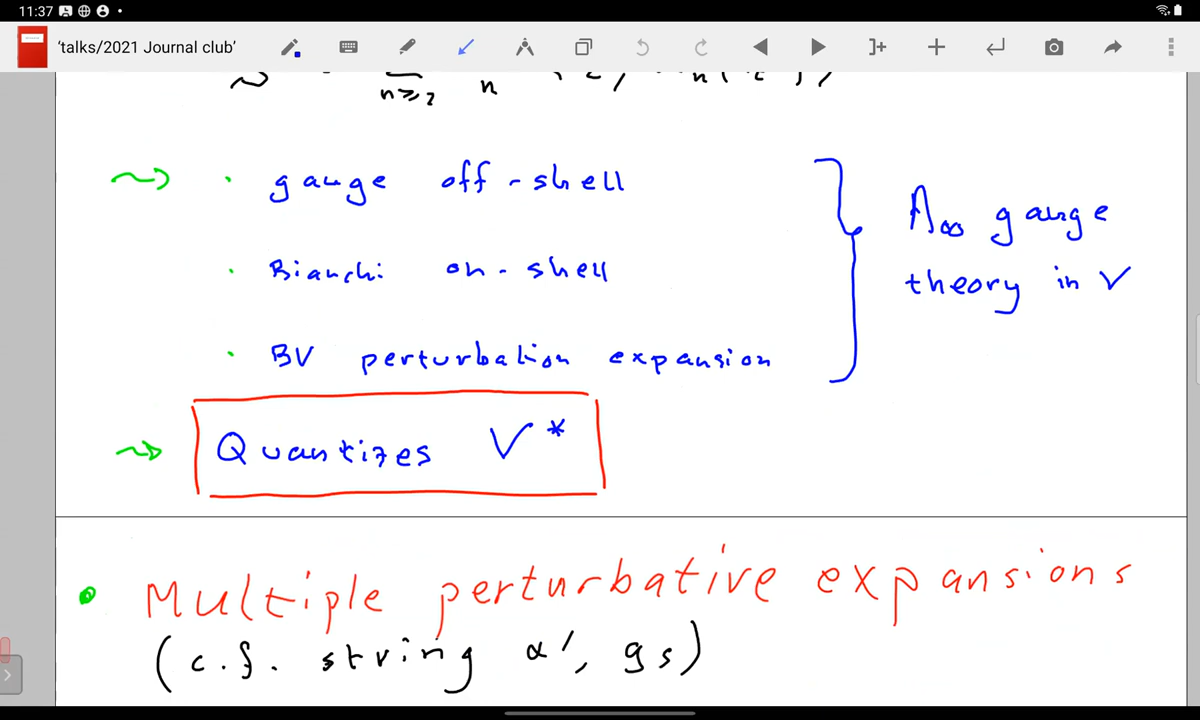 11:37
'talks/2021 Journal club'
n⩾2 n
gauge off-shell
Bianchi on-shell
BV perturbation expansion
A∞ gauge
theory in V
Quantizes V*
Multiple perturbative expansions
(c.f. string α', gs)